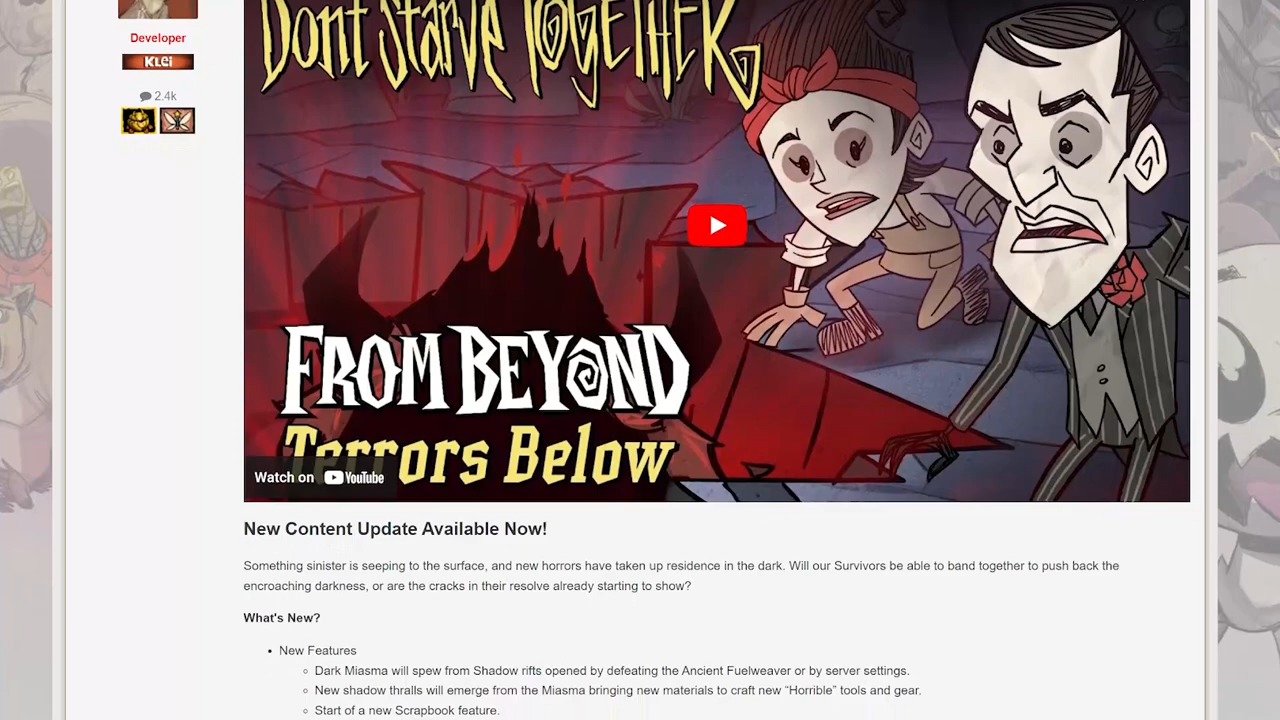 Don't Starve TOGETHER
Developer
KLei
2.4k
FROM BEYOND
Terrors Below
Watch on YouTube
New Content Update Available Now!
Something sinister is seeping to the surface, and new horrors have taken up residence in the dark. Will our Survivors be able to band together to push back the
encroaching darkness, or are the cracks in their resolve already starting to show?
What's New?
• New Features
◦ Dark Miasma will spew from Shadow rifts opened by defeating the Ancient Fuelweaver or by server settings.
◦ New shadow thralls will emerge from the Miasma bringing new materials to craft new “Horrible” tools and gear.
◦ Start of a new Scrapbook feature.